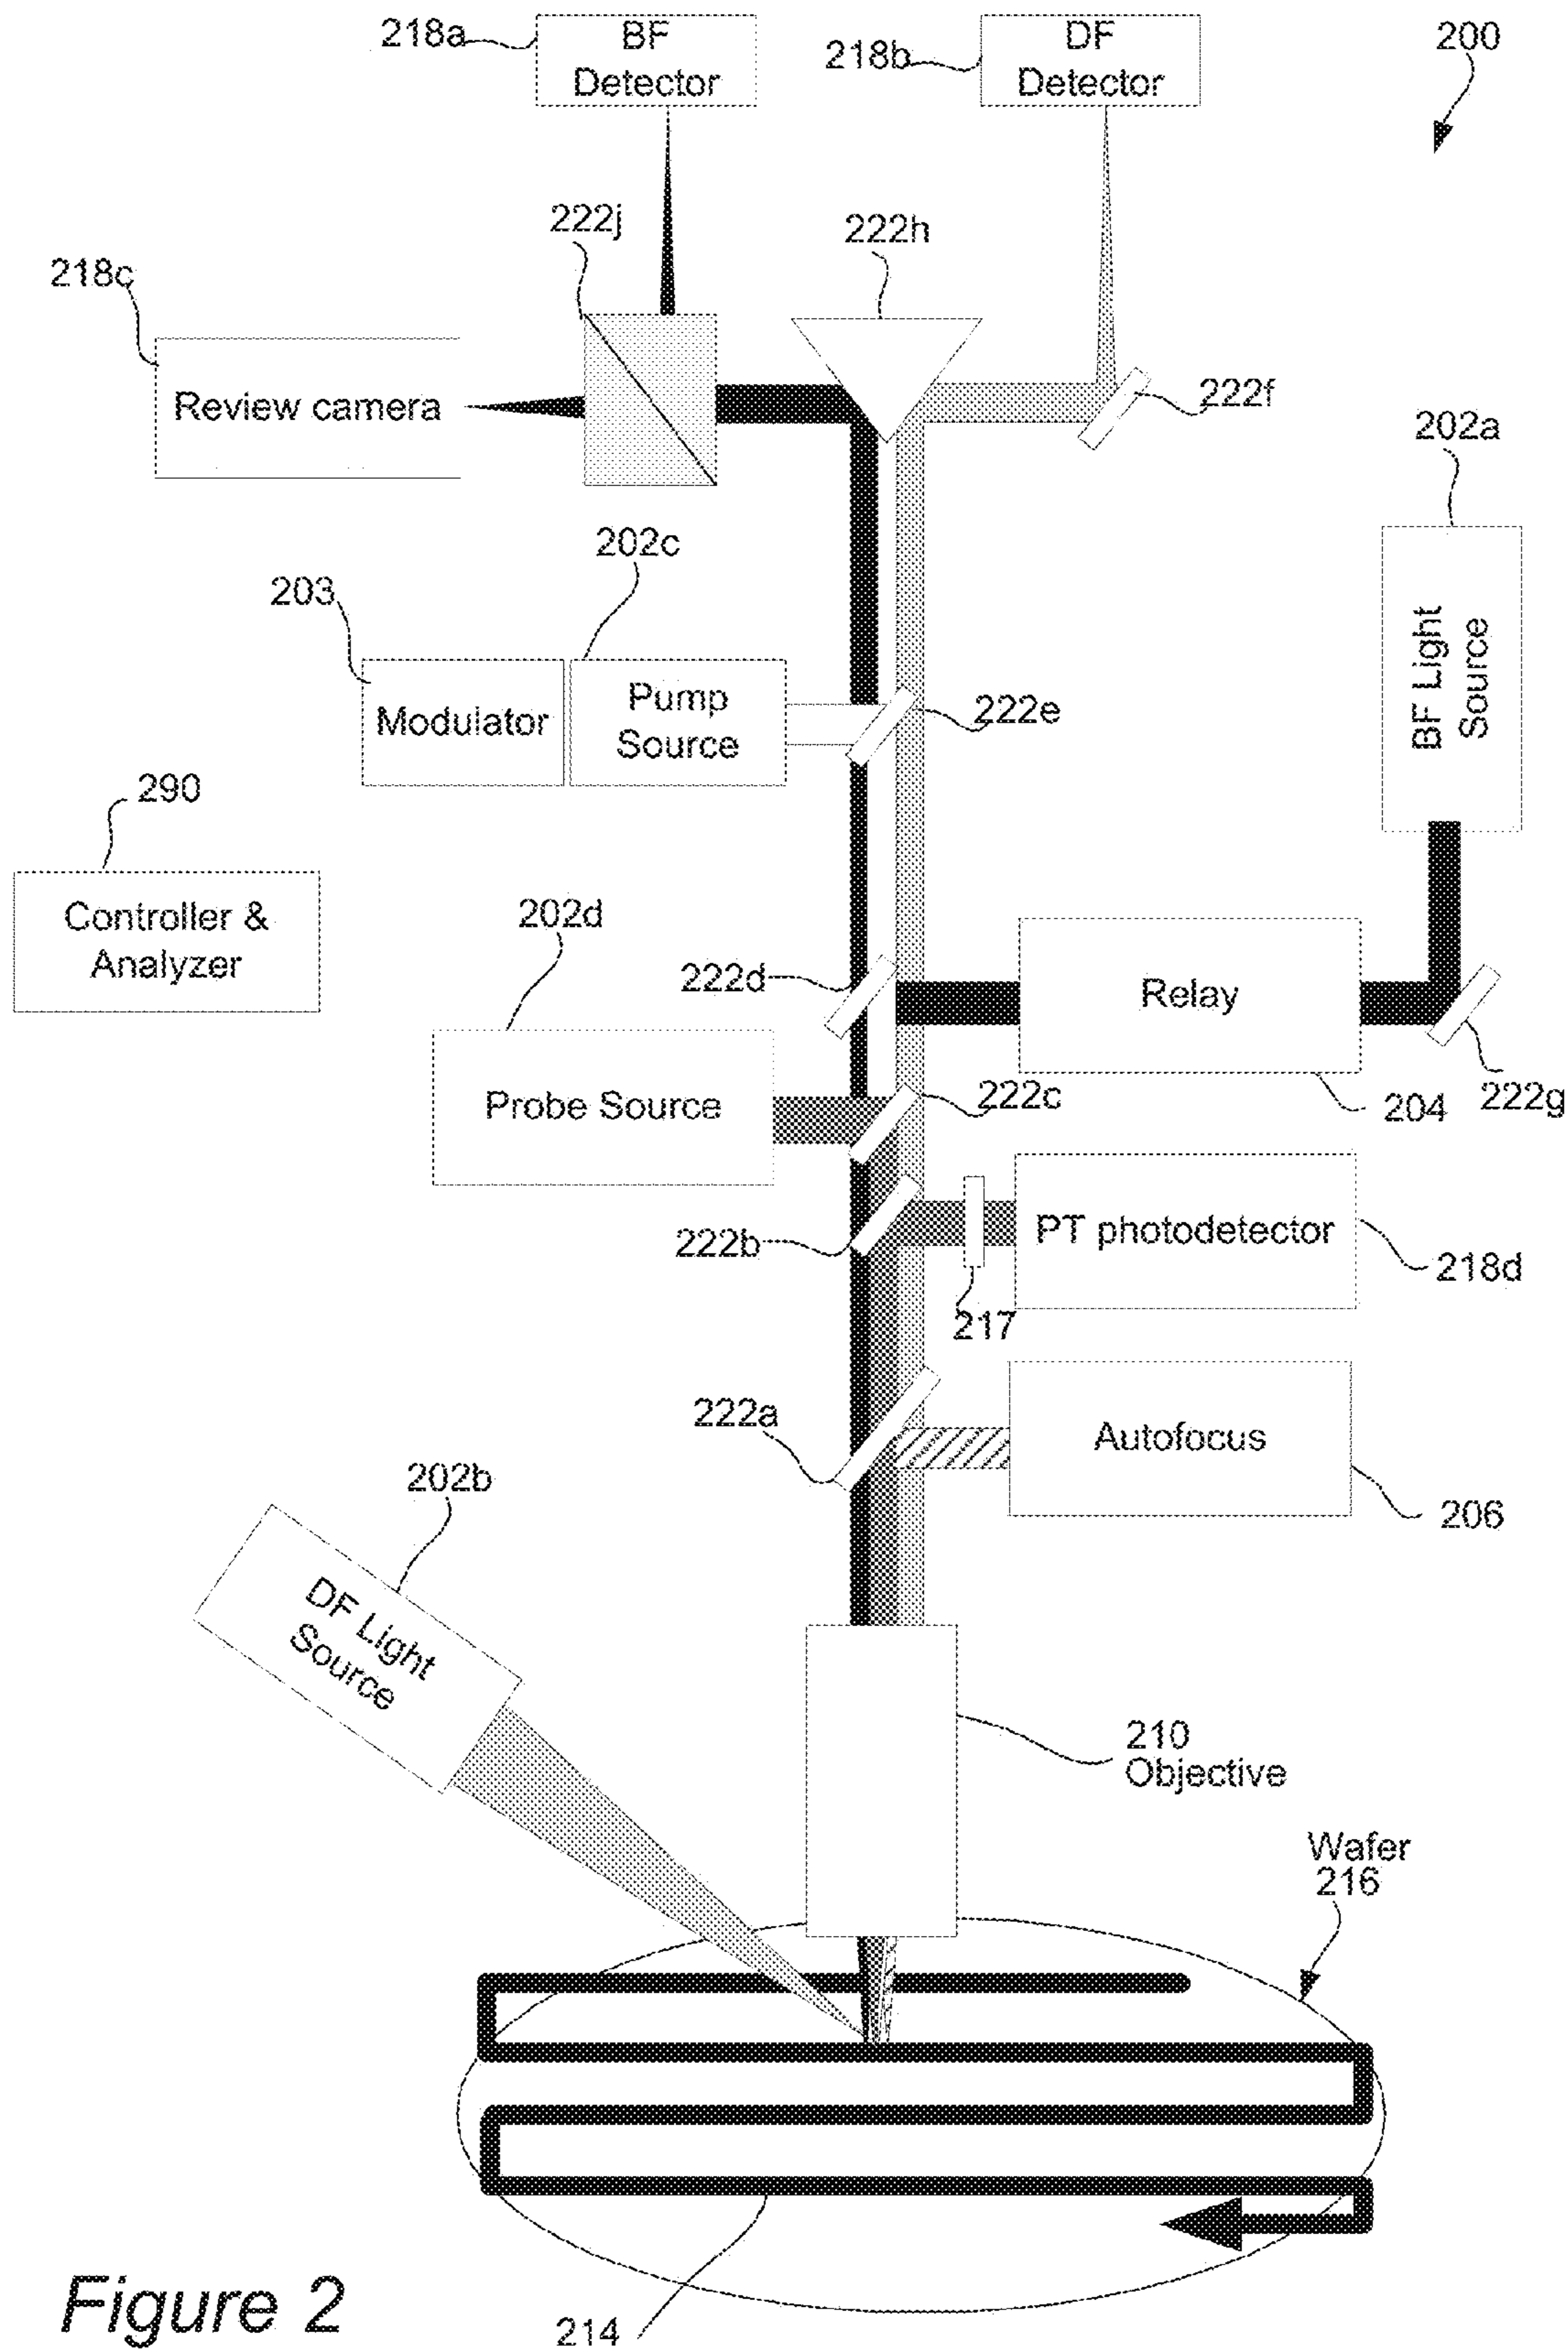 218a
BF
Detector
218b
DF
Detector
200
222j
222h
218c
Review camera
222f
202a
BF Light
Source
202c
203
Modulator
Pump
Source
222e
290
Controller &
Analyzer
202d
222d
Relay
Probe Source
222c
204
222g
222b
PT photodetector
218d
217
222a
Autofocus
206
202b
DF Light
Source
210
Objective
Wafer
216
214
Figure 2